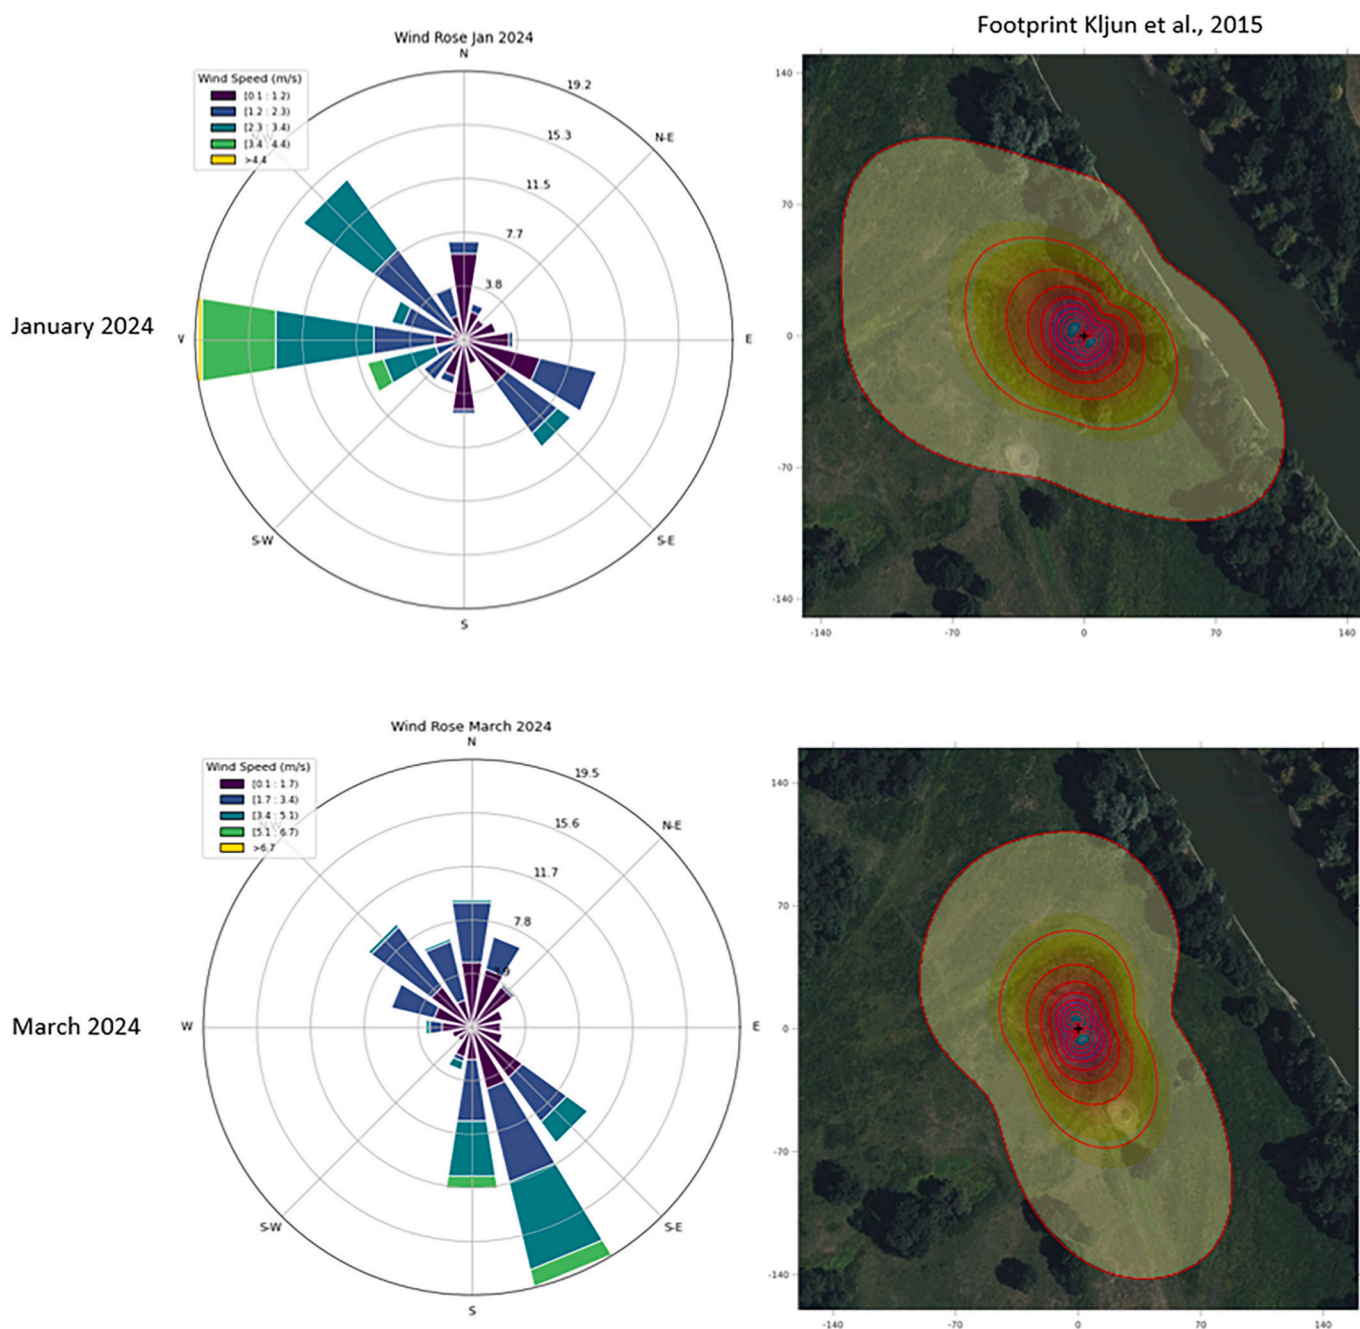 Footprint Kljun et al., 2015
Wind Rose Jan 2024
N
Wind Speed (m/s)
[0.1 : 1.2)
[1.2 : 2.3)
[2.3 : 3.4)
[3.4 : 4.4)
>4.4
19.2
15.3
11.5
7.7
3.8
N-E
E
S-E
S
S-W
January 2024
140
70
0
-70
-140
-140
-70
0
70
140
Wind Rose March 2024
N
Wind Speed (m/s)
[0.1 : 1.7)
[1.7 : 3.4)
[3.4 : 5.1)
[5.1 : 6.7)
>6.7
19.5
15.6
11.7
7.8
3.9
N-E
E
S-E
S
S-W
W
March 2024
140
70
0
-70
-140
-140
-70
0
70
140